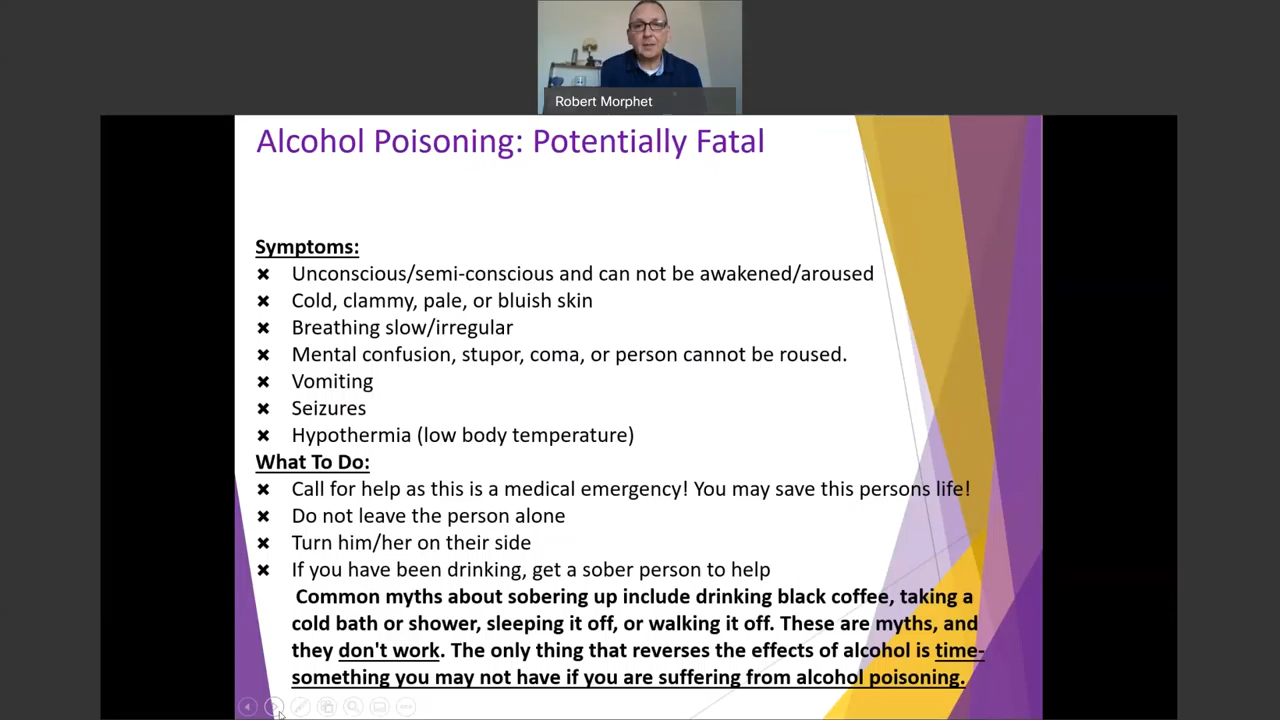 Robert Morphet
Alcohol Poisoning: Potentially Fatal
Symptoms:
✖ Unconscious/semi-conscious and can not be awakened/aroused
✖ Cold, clammy, pale, or bluish skin
✖ Breathing slow/irregular
✖ Mental confusion, stupor, coma, or person cannot be roused.
✖ Vomiting
✖ Seizures
✖ Hypothermia (low body temperature)
What To Do:
✖ Call for help as this is a medical emergency! You may save this persons life!
✖ Do not leave the person alone
✖ Turn him/her on their side
✖ If you have been drinking, get a sober person to help
Common myths about sobering up include drinking black coffee, taking a
cold bath or shower, sleeping it off, or walking it off. These are myths, and
they don't work. The only thing that reverses the effects of alcohol is time-
something you may not have if you are suffering from alcohol poisoning.